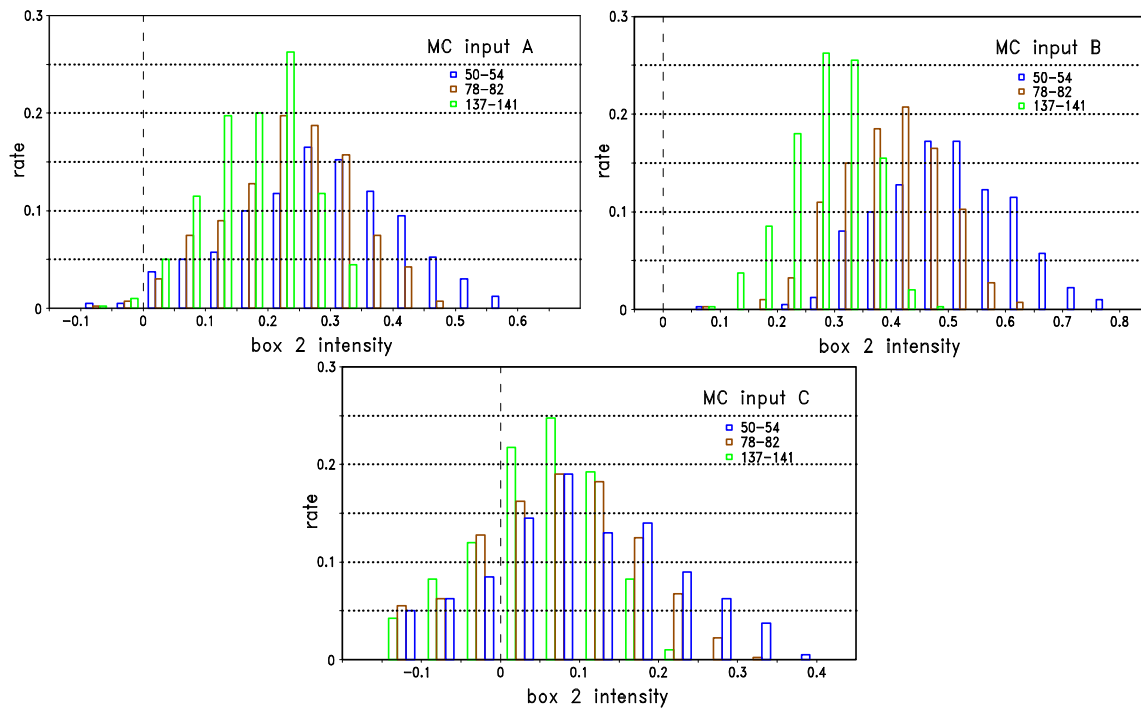 0.3
MC input A
50-54
78-82
137-141
0.2
rate
0.1
0
-0.1 0 0.1 0.2 0.3 0.4 0.5 0.6
box 2 intensity
0.3
MC input B
50-54
78-82
137-141
0.2
rate
0.1
0
0 0.1 0.2 0.3 0.4 0.5 0.6 0.7 0.8
box 2 intensity
0.3
MC input C
50-54
78-82
137-141
0.2
rate
0.1
0
-0.1 0 0.1 0.2 0.3 0.4
box 2 intensity